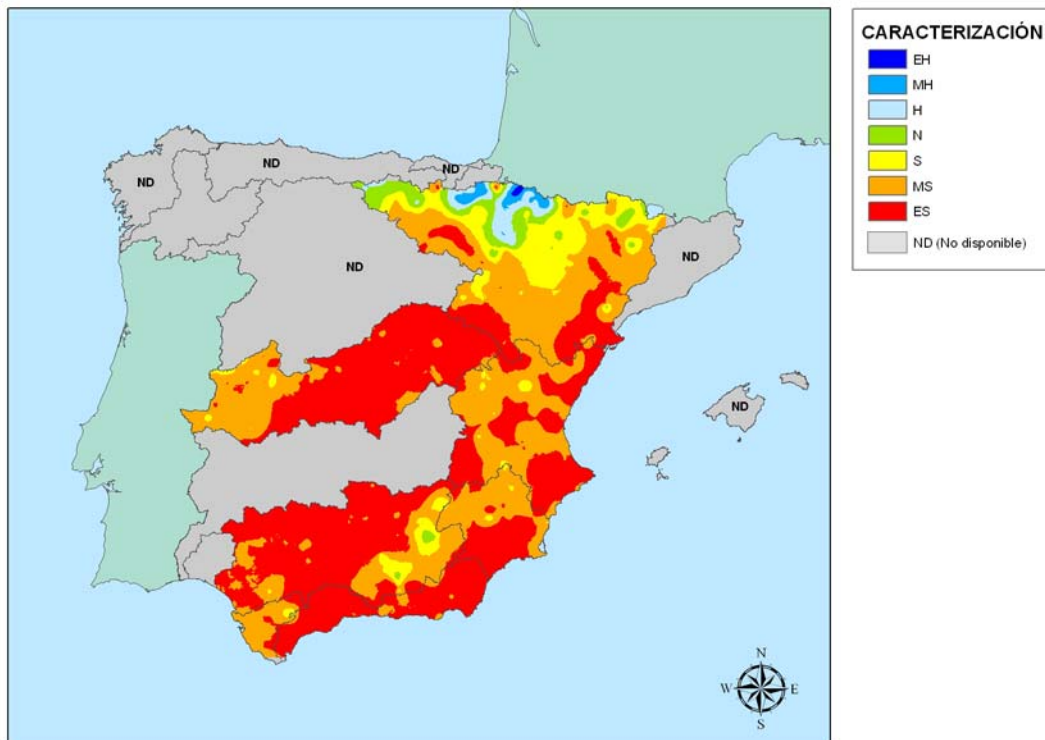 CARACTERIZACIÓN
EH
MH
H
N
S
MS
ES
ND (No disponible)
ND
ND
ND
ND
ND
ND
N
W
E
S